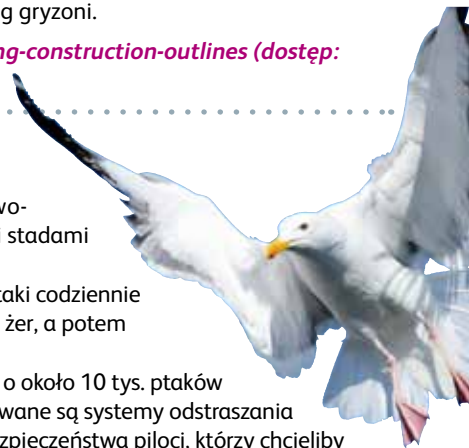 g gryzoni.
ng-construction-outlines (dostęp:
wo-
i stadami
taki codziennie
żer, a potem
o około 10 tys. ptaków
wane są systemy odstraszania
zpieczeństwa piloci, którzy chcieliby